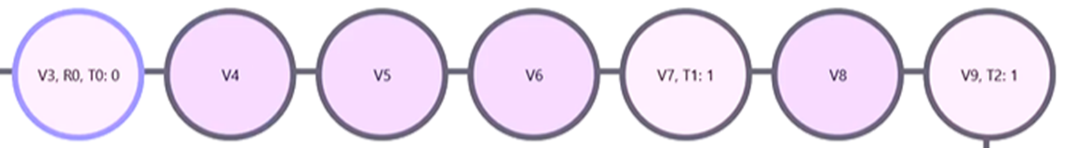 V3, R0, T0: 0
V4
V5
V6
V7, T1: 1
V8
V9, T2: 1